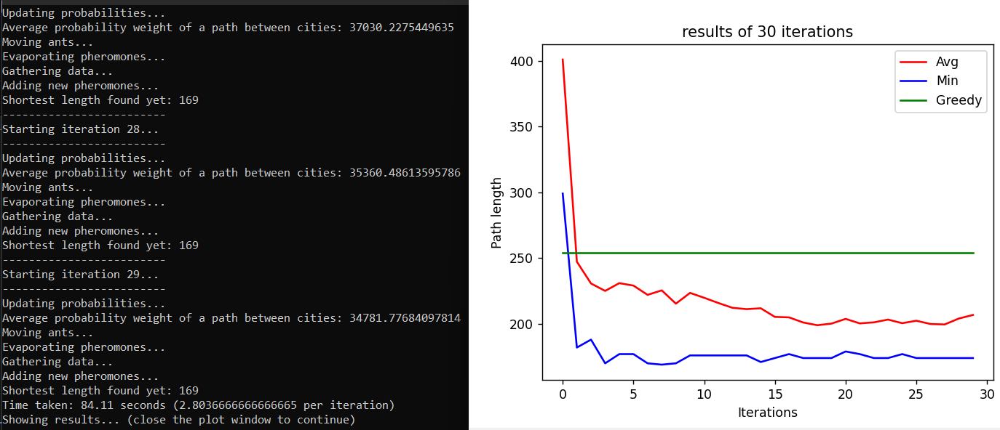 Updating probabilities...
Average probability weight of a path between cities: 37030.2275449635
Moving ants...
Evaporating pheromones...
Gathering data...
Adding new pheromones...
Shortest length found yet: 169
-------------------------
Starting iteration 28...
-------------------------
Updating probabilities...
Average probability weight of a path between cities: 35360.48613595786
Moving ants...
Evaporating pheromones...
Gathering data...
Adding new pheromones...
Shortest length found yet: 169
-------------------------
Starting iteration 29...
-------------------------
Updating probabilities...
Average probability weight of a path between cities: 34781.77684097814
Moving ants...
Evaporating pheromones...
Gathering data...
Adding new pheromones...
Shortest length found yet: 169
Time taken: 84.11 seconds (2.8036666666666665 per iteration)
Showing results... (close the plot window to continue)
results of 30 iterations
Avg
Min
Greedy
400
350
300
250
200
Path length
0 5 10 15 20 25 30
Iterations